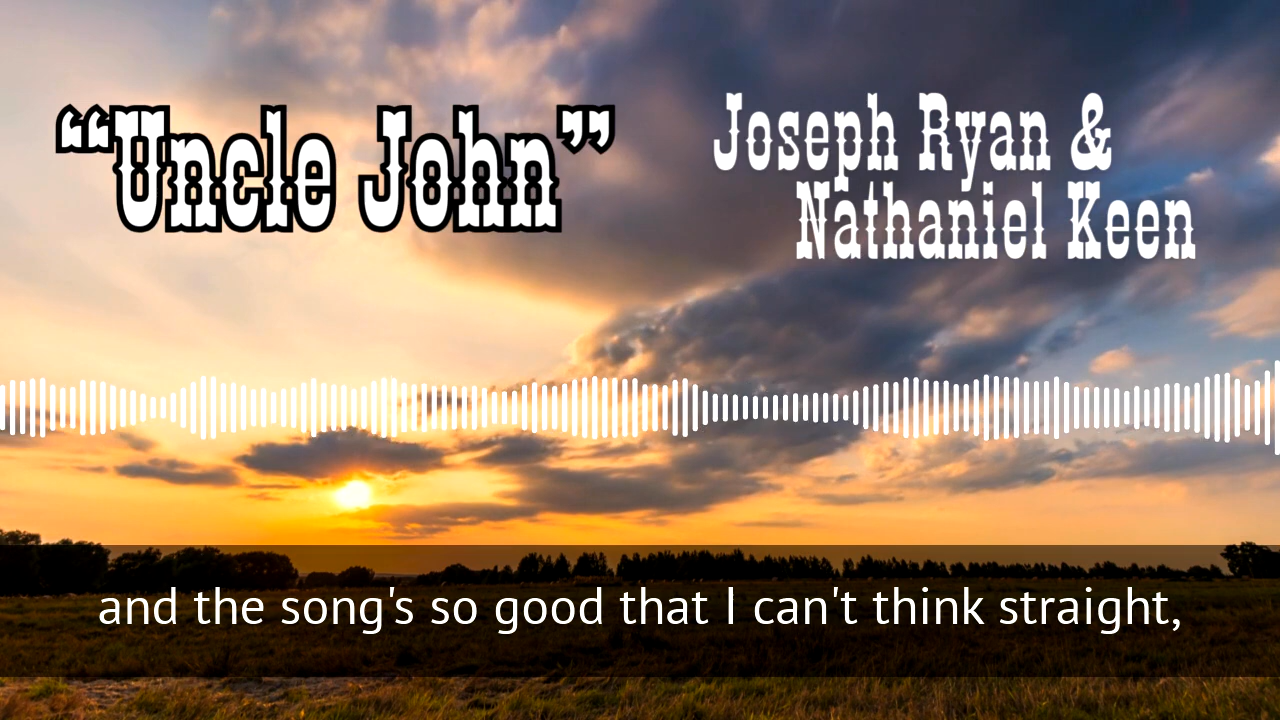 “Uncle John”
Joseph Ryan &
Nathaniel Keen
and the song's so good that I can't think straight,